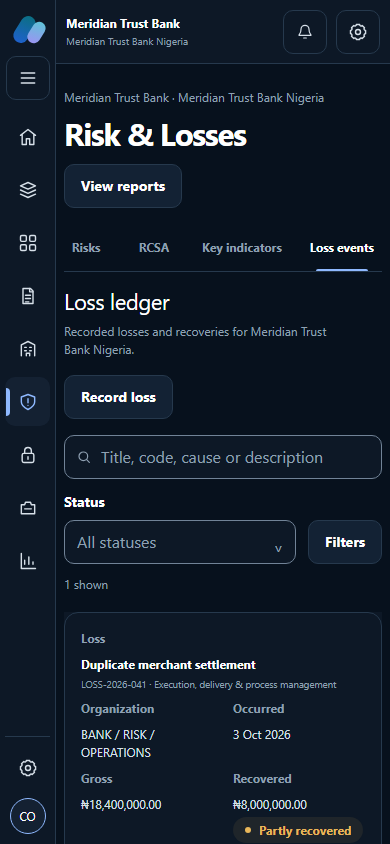 Meridian Trust Bank
Meridian Trust Bank Nigeria
Meridian Trust Bank · Meridian Trust Bank Nigeria
Risk & Losses
View reports
Risks
RCSA
Key indicators
Loss events
Loss ledger
Recorded losses and recoveries for Meridian Trust
Bank Nigeria.
Record loss
Title, code, cause or description
Status
All statuses
Filters
1 shown
Loss
Duplicate merchant settlement
LOSS-2026-041 · Execution, delivery & process management
Organization
Occurred
BANK / RISK /
OPERATIONS
3 Oct 2026
Gross
Recovered
₦18,400,000.00
₦8,000,000.00
Partly recovered
CO